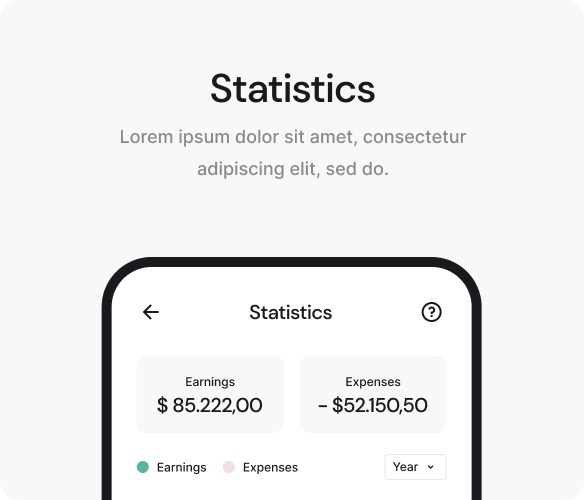 Statistics
Lorem ipsum dolor sit amet, consectetur
adipiscing elit, sed do.
Statistics
Earnings
$ 85.222,00
Expenses
- $52.150,50
Earnings
Expenses
Year